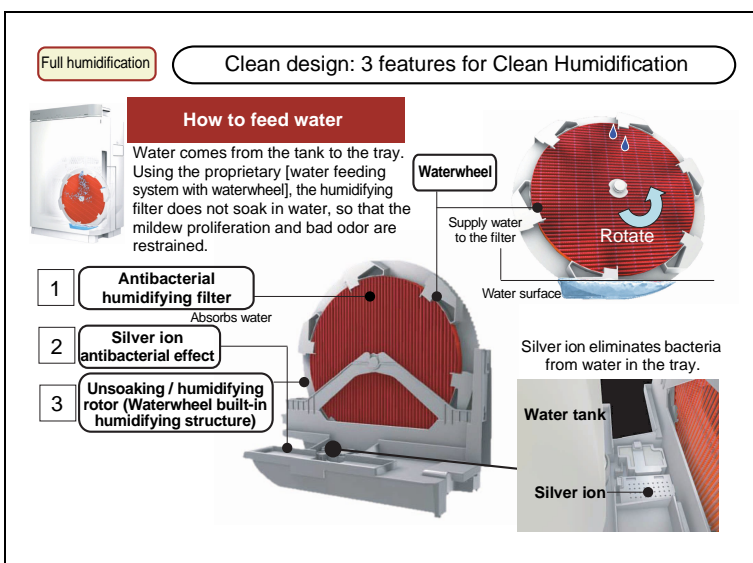 Full humidification
Clean design: 3 features for Clean Humidification
How to feed water
Water comes from the tank to the tray.
Using the proprietary [water feeding
system with waterwheel], the humidifying
filter does not soak in water, so that the
mildew proliferation and bad odor are
restrained.
Waterwheel
Supply water
to the filter
Rotate
Water surface
1
Antibacterial
humidifying filter
Absorbs water
2
Silver ion
antibacterial effect
3
Unsoaking / humidifying
rotor (Waterwheel built-in
humidifying structure)
Silver ion eliminates bacteria
from water in the tray.
Water tank
Silver ion